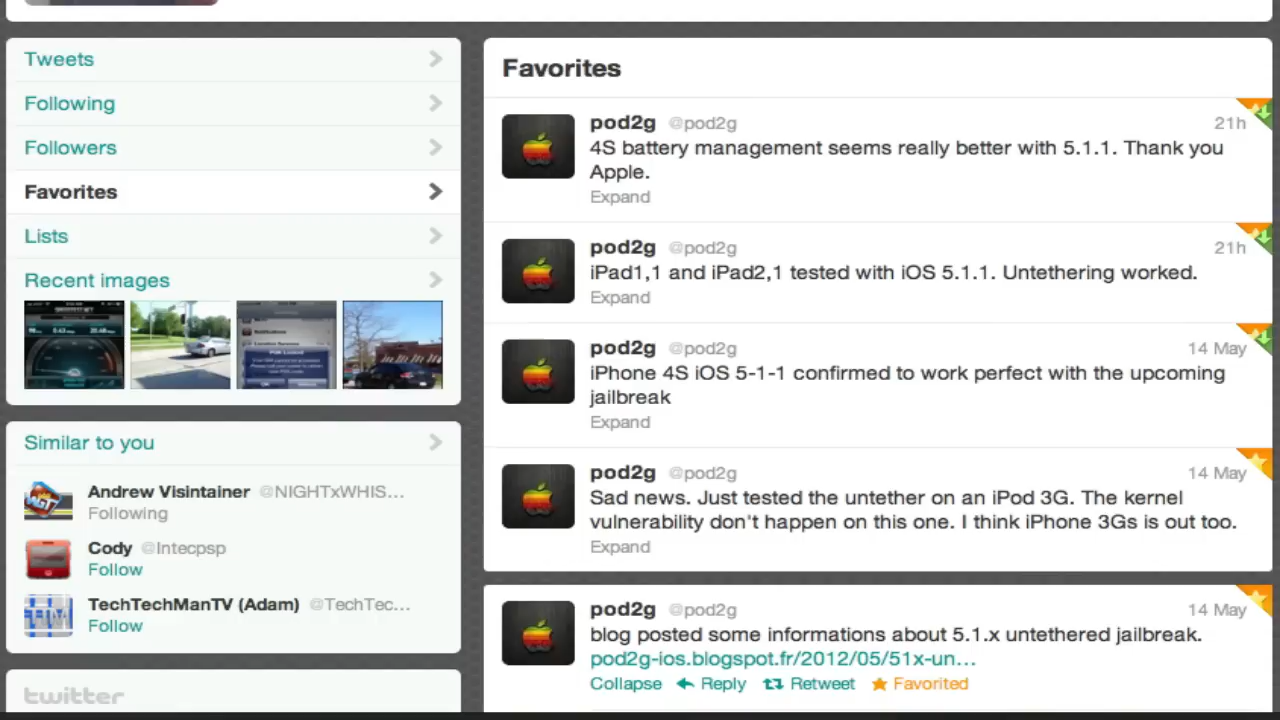 Tweets
Following
Followers
Favorites
Lists
Recent images
Similar to you
Andrew Visintainer @NIGHTxWHIS...
Following
Cody @Intecpsp
Follow
TechTechManTV (Adam) @TechTec...
Follow
twitter
Favorites
pod2g @pod2g 21h
4S battery management seems really better with 5.1.1. Thank you
Apple.
Expand
pod2g @pod2g 21h
iPad1,1 and iPad2,1 tested with iOS 5.1.1. Untethering worked.
Expand
pod2g @pod2g 14 May
iPhone 4S iOS 5-1-1 confirmed to work perfect with the upcoming
jailbreak
Expand
pod2g @pod2g 14 May
Sad news. Just tested the untether on an iPod 3G. The kernel
vulnerability don't happen on this one. I think iPhone 3Gs is out too.
Expand
pod2g @pod2g 14 May
blog posted some informations about 5.1.x untethered jailbreak.
pod2g-ios.blogspot.fr/2012/05/51x-un...
Collapse Reply Retweet Favorited